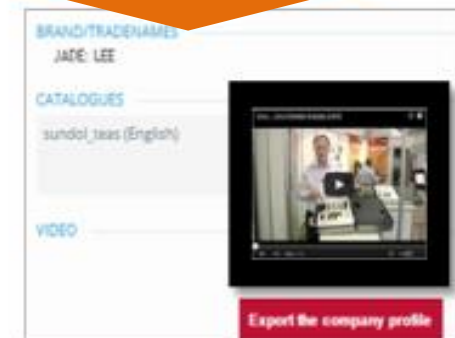 BRAND/TRADENAMES
JADE: LEE
CATALOGUES
sundol_teas (English)
VIDEO
Export the company profile